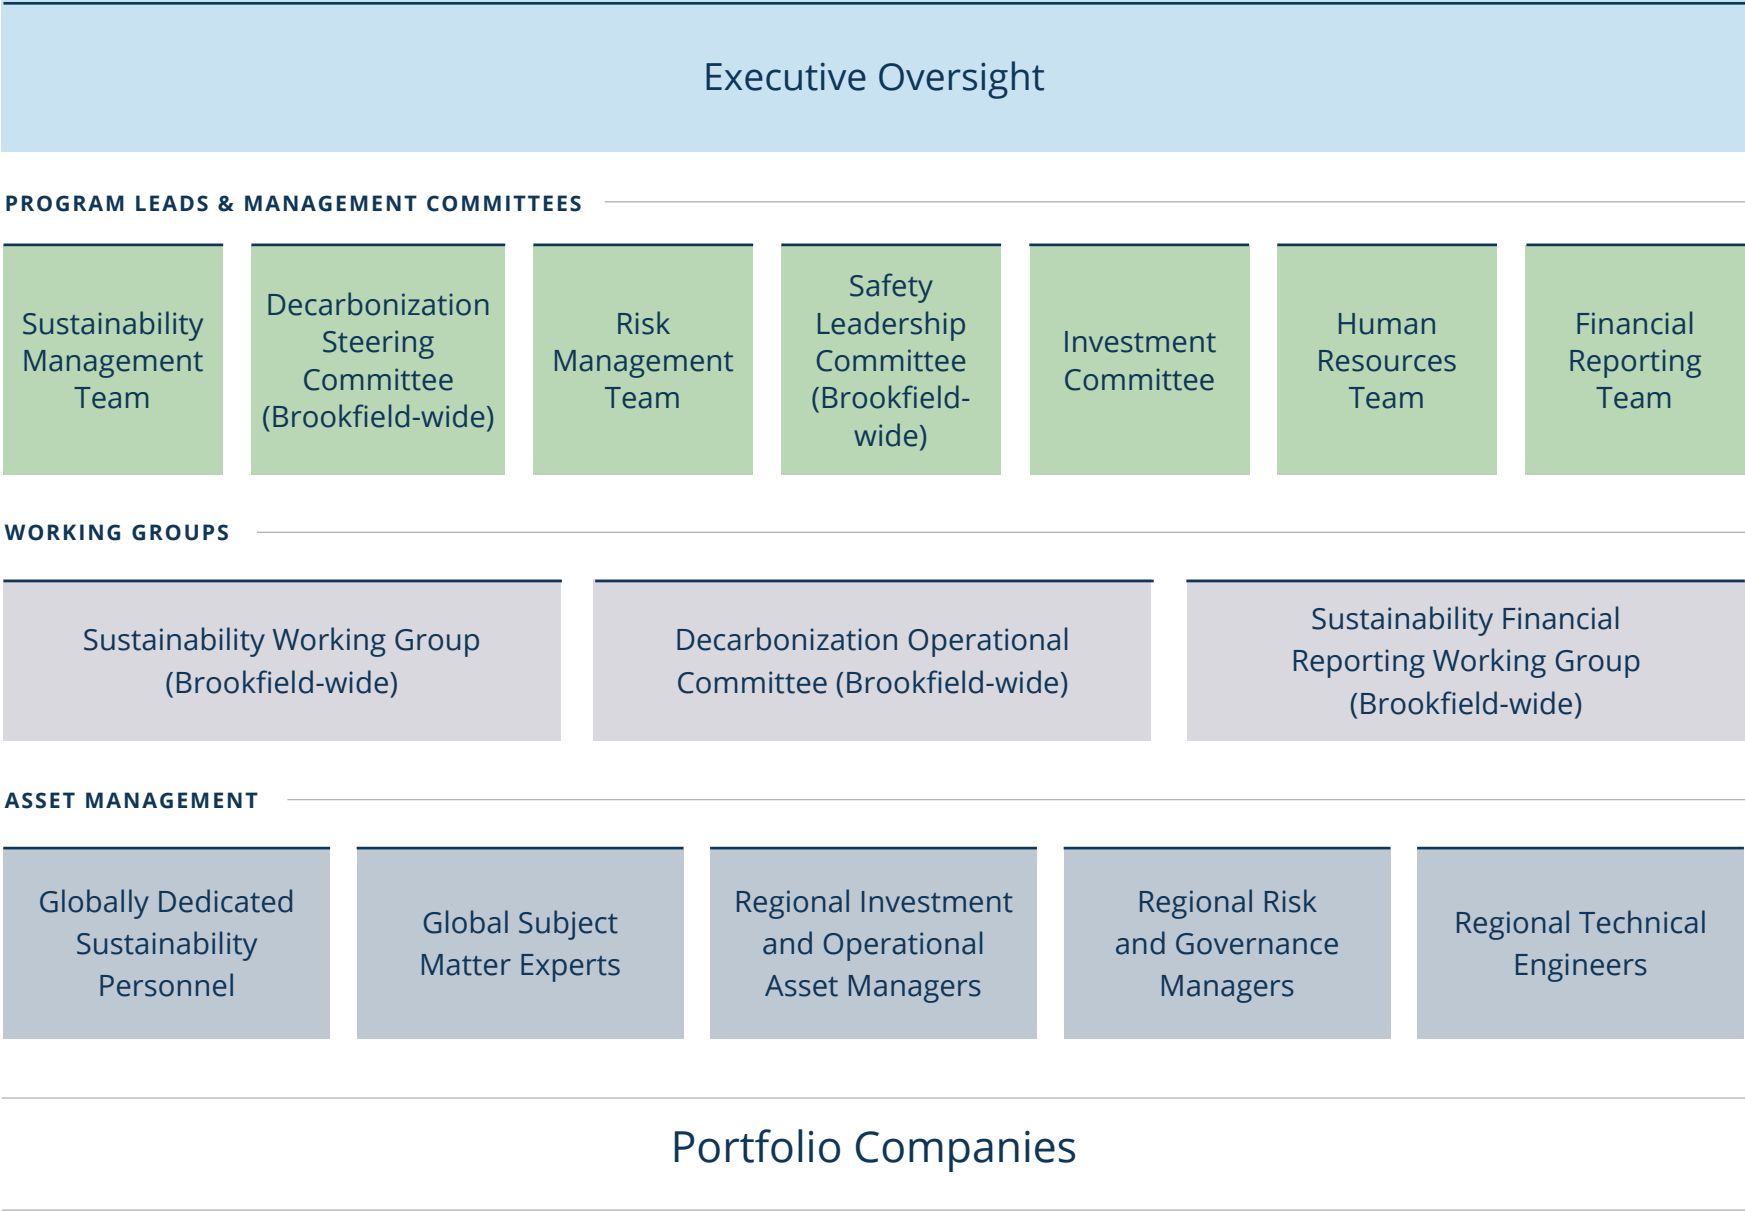 Executive Oversight
PROGRAM LEADS & MANAGEMENT COMMITTEES
Sustainability
Management
Team
Decarbonization
Steering
Committee
(Brookfield-wide)
Risk
Management
Team
Safety
Leadership
Committee
(Brookfield-
wide)
Investment
Committee
Human
Resources
Team
Financial
Reporting
Team
WORKING GROUPS
Sustainability Working Group
(Brookfield-wide)
Decarbonization Operational
Committee (Brookfield-wide)
Sustainability Financial
Reporting Working Group
(Brookfield-wide)
ASSET MANAGEMENT
Globally Dedicated
Sustainability
Personnel
Global Subject
Matter Experts
Regional Investment
and Operational
Asset Managers
Regional Risk
and Governance
Managers
Regional Technical
Engineers
Portfolio Companies